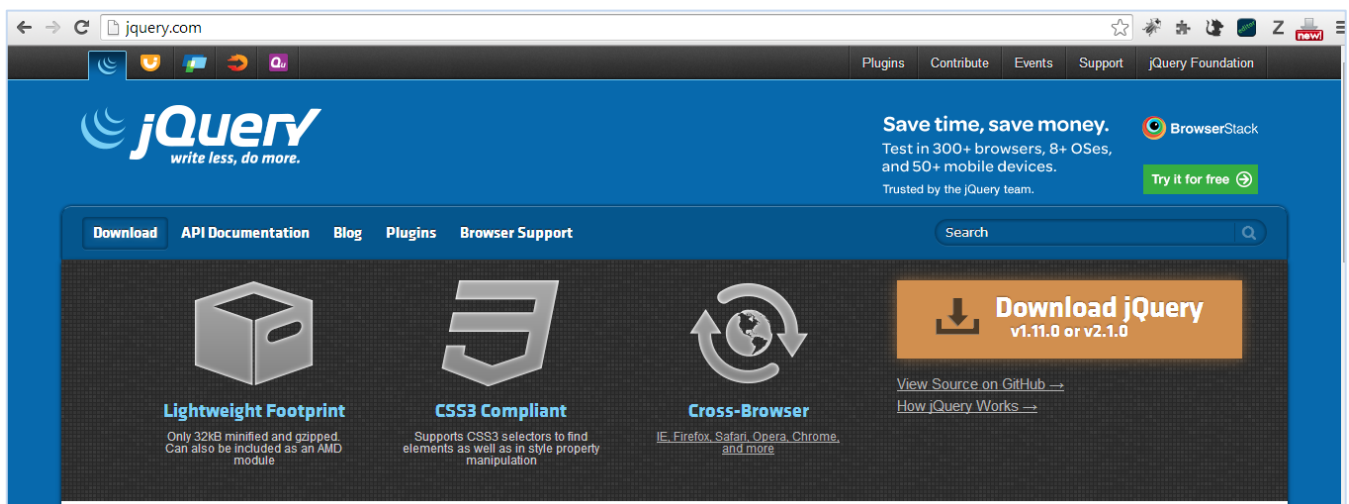 jquery.com
new!
Plugins Contribute Events Support jQuery Foundation
jQuery
write less, do more.
Save time, save money.
Test in 300+ browsers, 8+ OSes,
and 50+ mobile devices.
Trusted by the jQuery team.
BrowserStack
Try it for free
Download API Documentation Blog Plugins Browser Support
Search
Lightweight Footprint
Only 32kB minified and gzipped.
Can also be included as an AMD
module
CSS3 Compliant
Supports CSS3 selectors to find
elements as well as in style property
manipulation
Cross-Browser
IE, Firefox, Safari, Opera, Chrome,
and more
Download jQuery
v1.11.0 or v2.1.0
View Source on GitHub →
How jQuery Works →